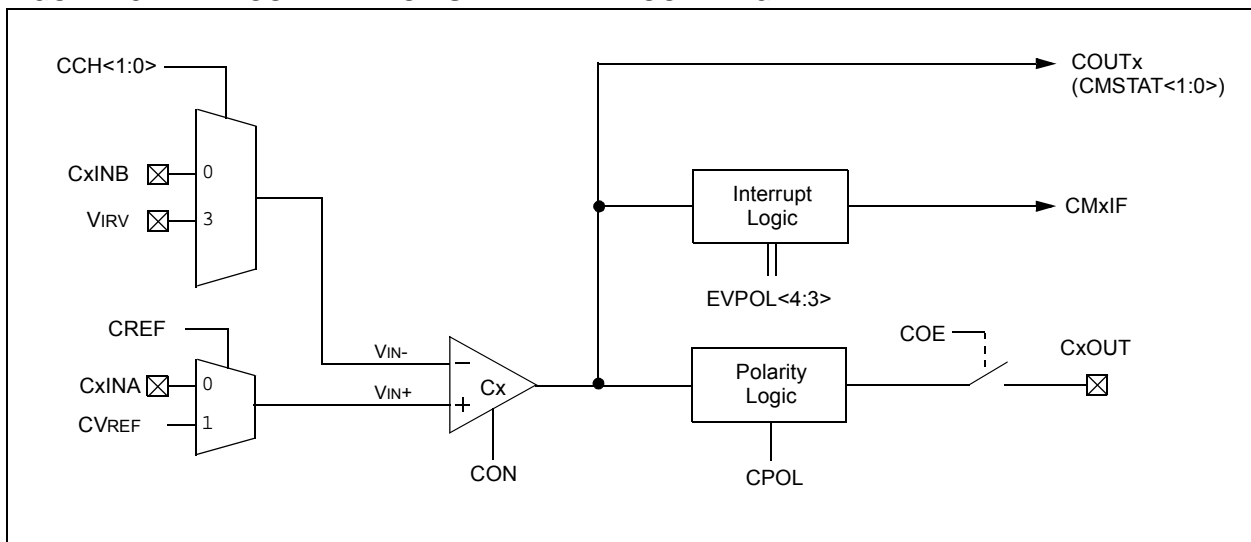 CCH<1:0>
COUTx
(CMSTAT<1:0>)
CxINB
0
VIRV
3
Interrupt
Logic
CMxIF
EVPOL<4:3>
CREF
COE
CxOUT
VIN-
CxINA
0
Cx
Polarity
Logic
VIN+
CVREF
1
CON
CPOL